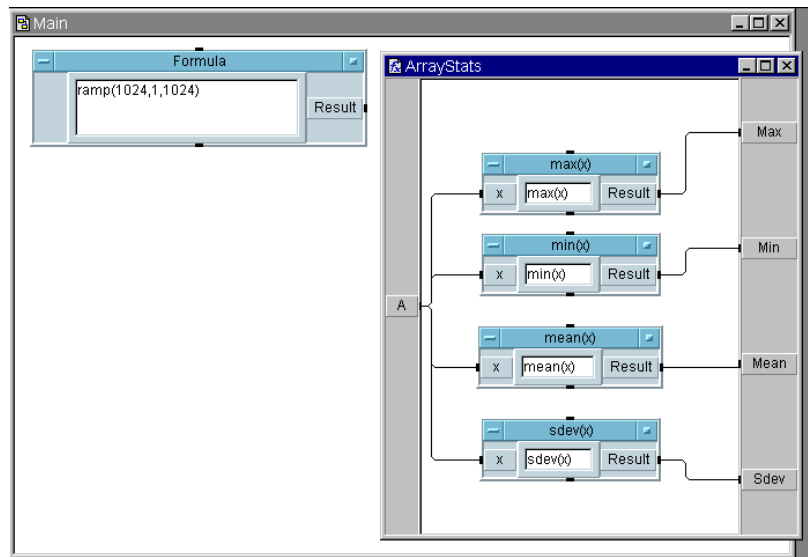 Main
Formula
ramp(1024,1,1024)
Result
ArrayStats
A
max(x)
x
max(x)
Result
Max
min(x)
x
min(x)
Result
Min
mean(x)
x
mean(x)
Result
Mean
sdev(x)
x
sdev(x)
Result
Sdev